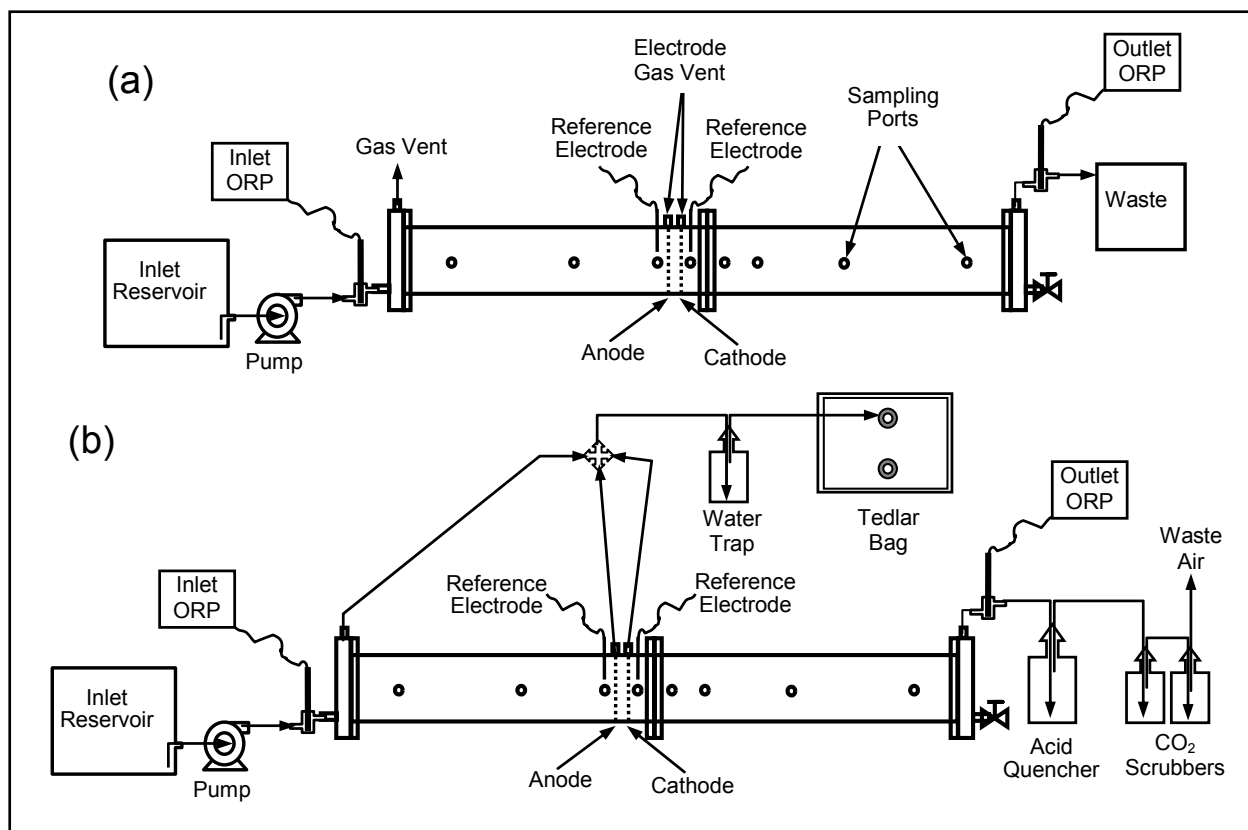 (a)
Electrode
Gas Vent
Outlet
ORP
Sampling
Ports
Reference
Electrode
Reference
Electrode
Gas Vent
Inlet
ORP
Waste
Inlet
Reservoir
Pump
Anode
Cathode
(b)
Water
Trap
Tedlar
Bag
Outlet
ORP
Waste
Air
Reference
Electrode
Reference
Electrode
Inlet
ORP
Inlet
Reservoir
Pump
Anode
Cathode
Acid
Quencher
CO₂
Scrubbers